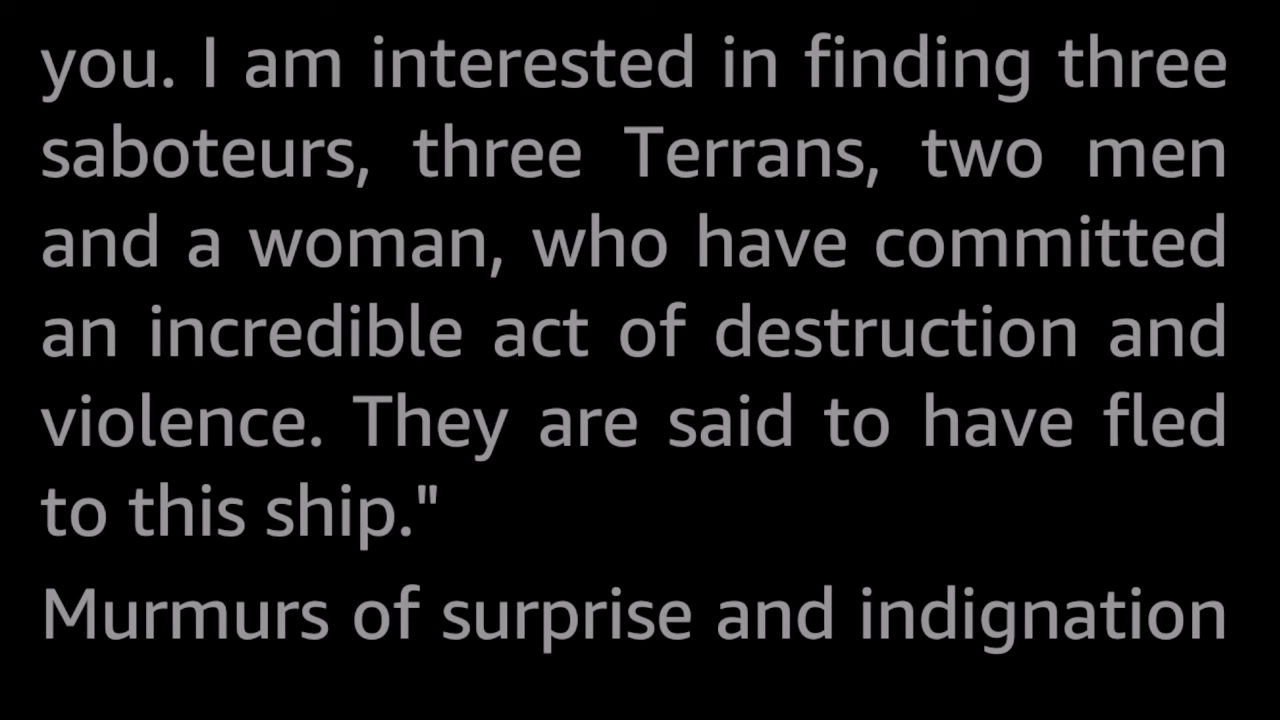 you. I am interested in finding three
saboteurs, three Terrans, two men
and a woman, who have committed
an incredible act of destruction and
violence. They are said to have fled
to this ship."
Murmurs of surprise and indignation